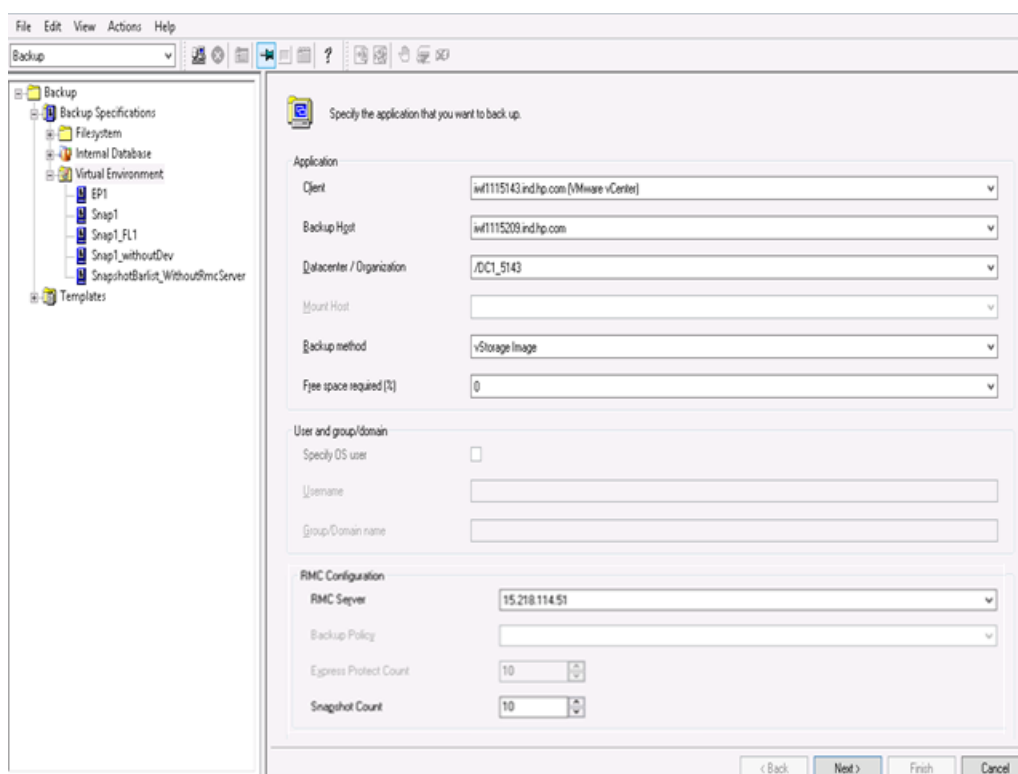 File Edit View Actions Help
Backup
Backup
Backup Specifications
Filesystem
Internal Database
Virtual Environment
EP1
Snap1
Snap1_FL1
Snap1_withoutDev
SnapshotBarlist_WithoutRmcServer
Templates
Specify the application that you want to back up.
Application
Client iwf1115143.ind.hp.com (VMware vCenter)
Backup Host iwf1115209.ind.hp.com
Datacenter / Organization /DC1_5143
Mount Host
Backup method vStorage Image
Free space required (%) 0
User and group/domain
Specify OS user
Username
Group/Domain name
RMC Configuration
RMC Server 15.218.114.51
Backup Policy
Express Protect Count 10
Snapshot Count 10
< Back Next > Finish Cancel